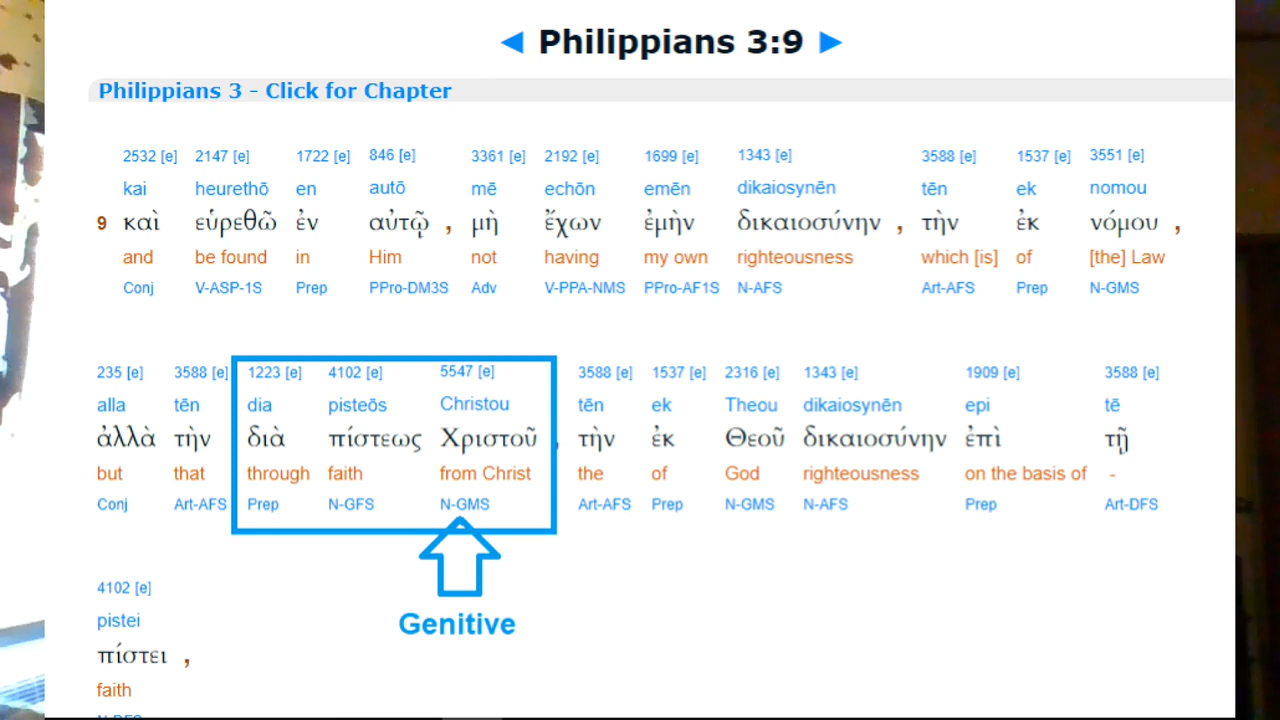 ◄ Philippians 3:9 ►
Philippians 3 - Click for Chapter
2532 [e] 2147 [e] 1722 [e] 846 [e] 3361 [e] 2192 [e] 1699 [e] 1343 [e] 3588 [e] 1537 [e] 3551 [e]
kai heurethō en autō mē echōn emēn dikaiosynēn tēn ek nomou
9 καὶ εὑρεθῶ ἐν αὐτῷ , μὴ ἔχων ἐμὴν δικαιοσύνην , τὴν ἐκ νόμου ,
and be found in Him not having my own righteousness which [is] of [the] Law
Conj V-ASP-1S Prep PPro-DM3S Adv V-PPA-NMS PPro-AF1S N-AFS Art-AFS Prep N-GMS
235 [e] 3588 [e] 1223 [e] 4102 [e] 5547 [e] 3588 [e] 1537 [e] 2316 [e] 1343 [e] 1909 [e] 3588 [e]
alla tēn dia pisteōs Christou tēn ek Theou dikaiosynēn epi tē
ἀλλὰ τὴν διὰ πίστεως Χριστοῦ , τὴν ἐκ Θεοῦ δικαιοσύνην ἐπὶ τῇ
but that through faith from Christ the of God righteousness on the basis of -
Conj Art-AFS Prep N-GFS N-GMS Art-AFS Prep N-GMS N-AFS Prep Art-DFS
Genitive
4102 [e]
pistei
πίστει ,
faith
N-DFS